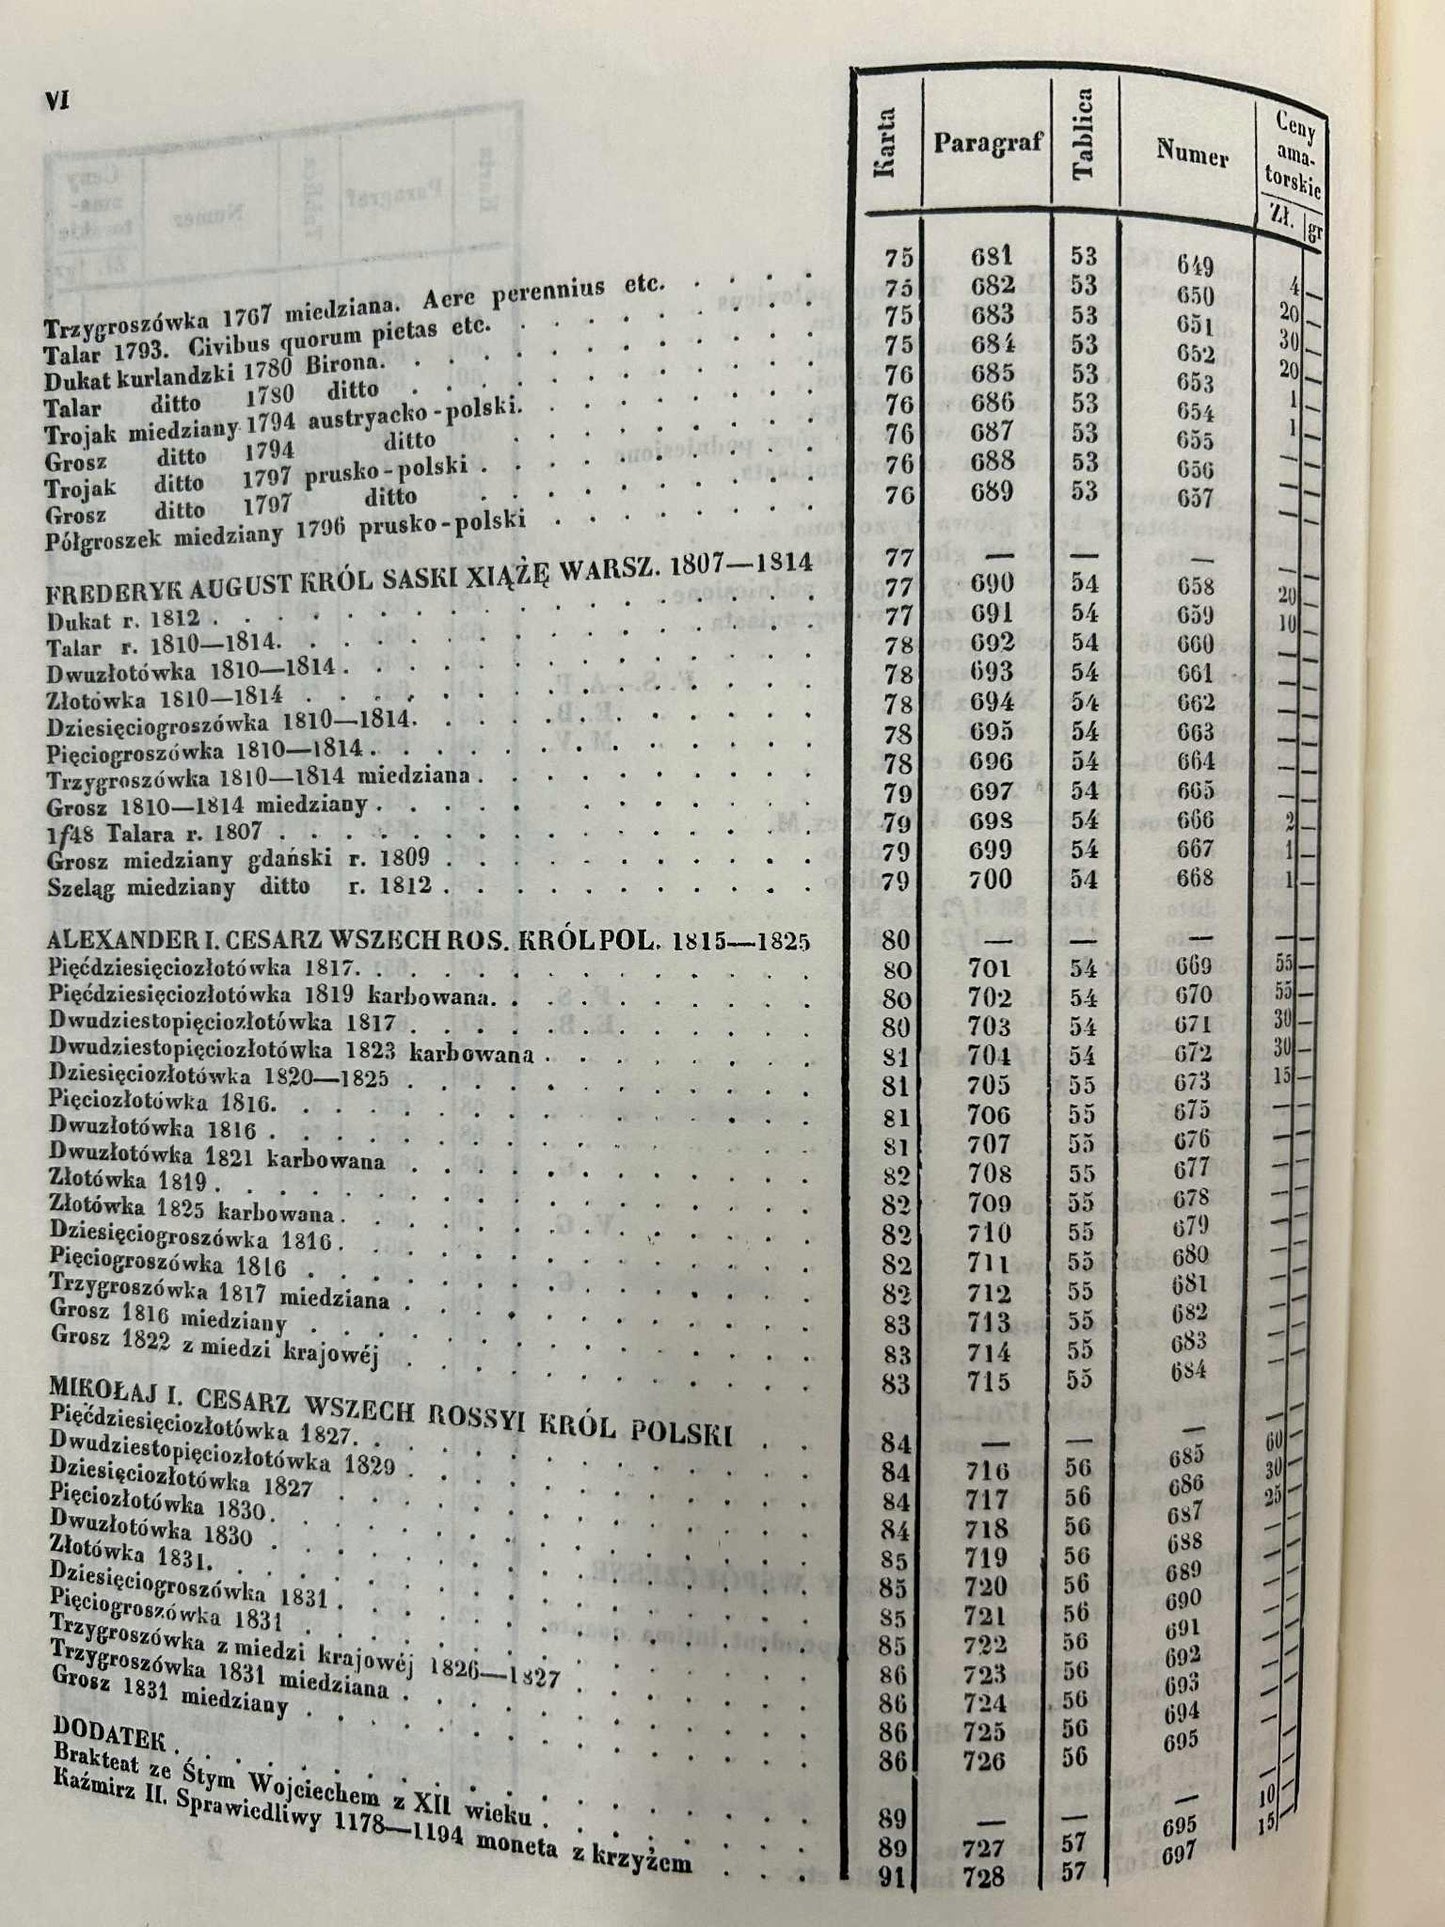 VI
Karta Paragraf Tablica Numer Ceny amatorskie
Zł. gr
Trzygroszówka 1767 miedziana. Aere perennius etc. 75 681 53 649 4 —
Talar 1793. Civibus quorum pietas etc. 75 682 53 650 20 —
Dukat kurlandzki 1780 Birona. 75 683 53 651 30 —
Talar ditto 1780 ditto 75 684 53 652 20 —
Trojak miedziany 1794 austryacko-polski. 76 685 53 653 1 —
Grosz ditto 1794 ditto 76 686 53 654 1 —
Trojak ditto 1797 prusko-polski 76 687 53 655 — —
Grosz ditto 1797 ditto 76 688 53 656 — —
Półgroszek miedziany 1796 prusko-polski 76 689 53 657 — —
FREDERYK AUGUST KRÓL SASKI XIĄŻĘ WARSZ. 1807—1814 77 — — — — —
Dukat r. 1812 77 690 54 658 20 —
Talar r. 1810—1814. 77 691 54 659 10 —
Dwuzłotówka 1810—1814 78 692 54 660 — —
Złotówka 1810—1814 78 693 54 661 — —
Dziesięciogroszówka 1810—1814. 78 694 54 662 — —
Pięciogroszówka 1810—1814 78 695 54 663 — —
Trzygroszówka 1810—1814 miedziana 78 696 54 664 — —
Grosz 1810—1814 miedziany 79 697 54 665 — —
1/48 Talara r. 1807 79 698 54 666 2 —
Grosz miedziany gdański r. 1809 79 699 54 667 1 —
Szeląg miedziany ditto r. 1812 79 700 54 668 1 —
ALEXANDER I. CESARZ WSZECH ROS. KRÓL POL. 1815—1825 80 — — — — —
Pięćdziesięciozłotówka 1817. 80 701 54 669 55 —
Pięćdziesięciozłotówka 1819 karbowana. 80 702 54 670 55 —
Dwudziestopięciozłotówka 1817 80 703 54 671 30 —
Dwudziestopięciozłotówka 1823 karbowana 81 704 54 672 30 —
Dziesięciozłotówka 1820—1825 81 705 55 673 15 —
Pięciozłotówka 1816. 81 706 55 675 — —
Dwuzłotówka 1816 81 707 55 676 — —
Dwuzłotówka 1821 karbowana 82 708 55 677 — —
Złotówka 1819 82 709 55 678 — —
Złotówka 1825 karbowana 82 710 55 679 — —
Dziesięciogroszówka 1816 82 711 55 680 — —
Pięciogroszówka 1816 82 712 55 681 — —
Trzygroszówka 1817 miedziana 83 713 55 682 — —
Grosz 1816 miedziany 83 714 55 683 — —
Grosz 1822 z miedzi krajowéj 83 715 55 684 — —
MIKOŁAJ I. CESARZ WSZECH ROSSYI KRÓL POLSKI 84 — — — — —
Pięćdziesięciozłotówka 1827. 84 716 56 685 60 —
Dwudziestopięciozłotówka 1829 84 717 56 686 30 —
Dziesięciozłotówka 1827 84 718 56 687 25 —
Pięciozłotówka 1830. 85 719 56 688 — —
Dwuzłotówka 1830 85 720 56 689 — —
Złotówka 1831. 85 721 56 690 — —
Dziesięciogroszówka 1831 85 722 56 691 — —
Pięciogroszówka 1831 86 723 56 692 — —
Trzygroszówka z miedzi krajowéj 1826—1827 86 724 56 693 — —
Trzygroszówka 1831 miedziana 86 725 56 694 — —
Grosz 1831 miedziany 86 726 56 695 — —
DODATEK 89 — — — — —
Brakteat ze Śtym Wojciechem z XII wieku 89 727 57 695 10 —
Kaźmirz II. Sprawiedliwy 1178—1194 moneta z krzyżem 91 728 57 697 15 —